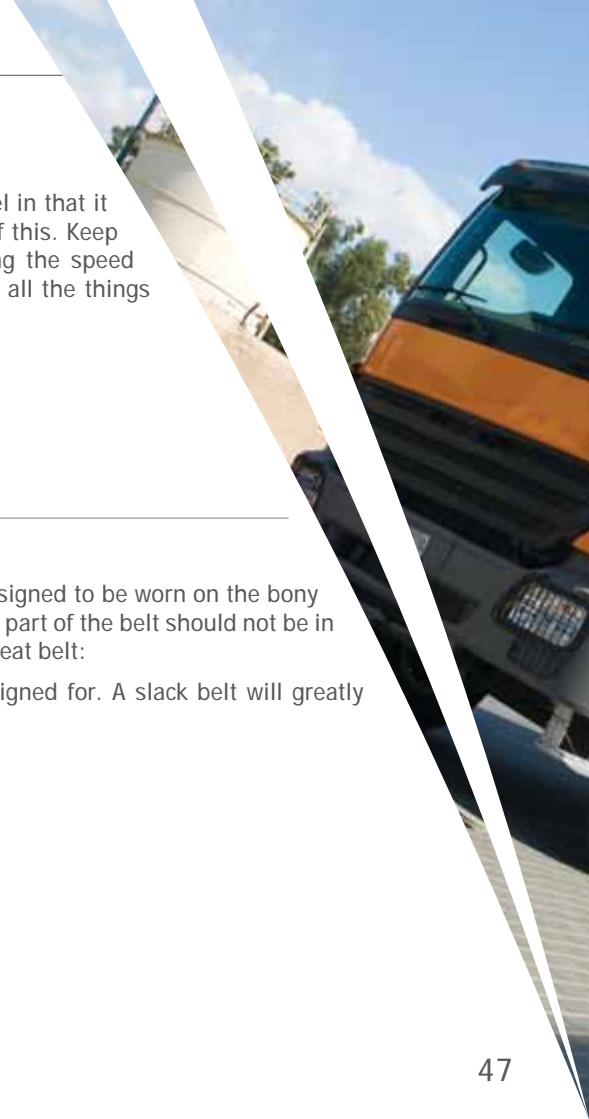 el in that it
f this. Keep
ng the speed
all the things
signed to be worn on the bony
part of the belt should not be in
eat belt:
igned for. A slack belt will greatly
47